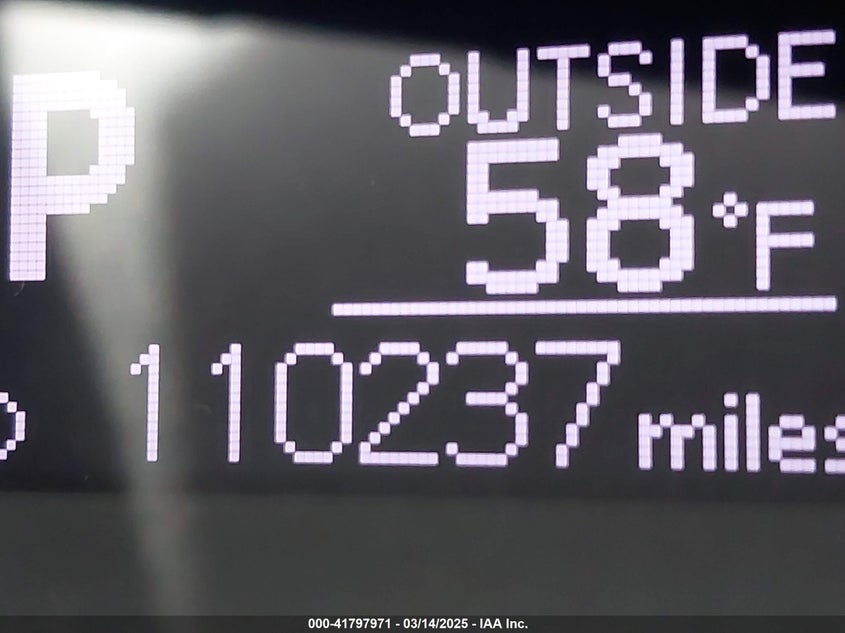 P
OUTSIDE
58°F
110237 miles
000-41797971 - 03/14/2025 - IAA Inc.